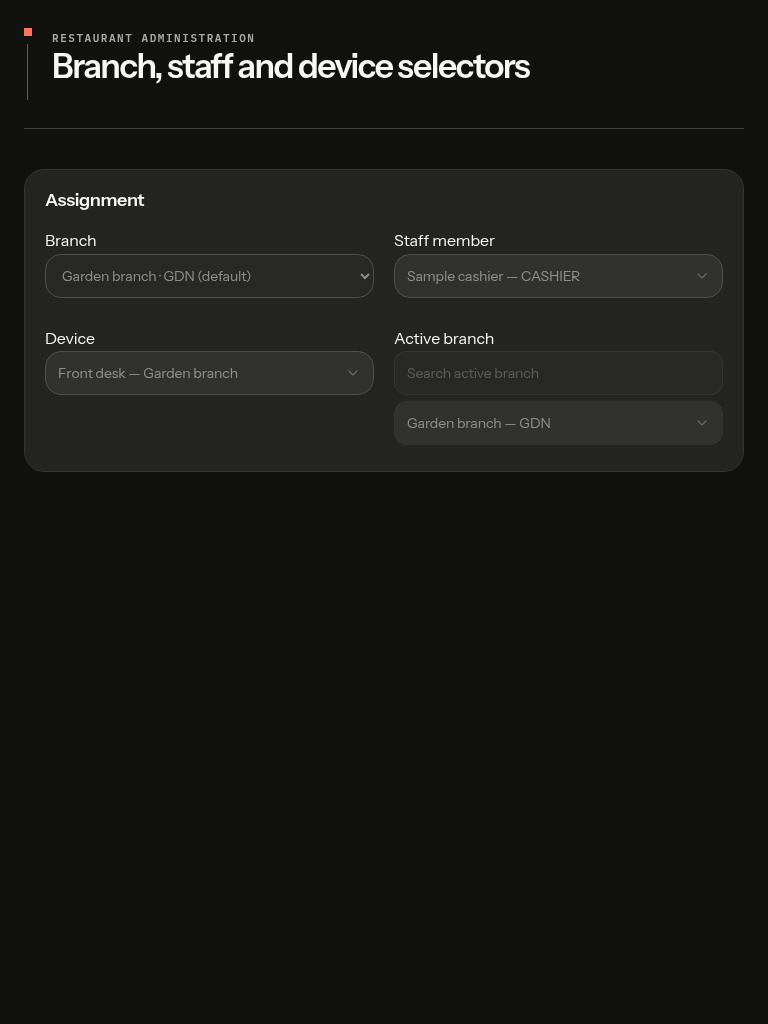 RESTAURANT ADMINISTRATION
Branch, staff and device selectors
Assignment
Branch
Garden branch · GDN (default)
Staff member
Sample cashier — CASHIER
Device
Front desk — Garden branch
Active branch
Search active branch
Garden branch — GDN